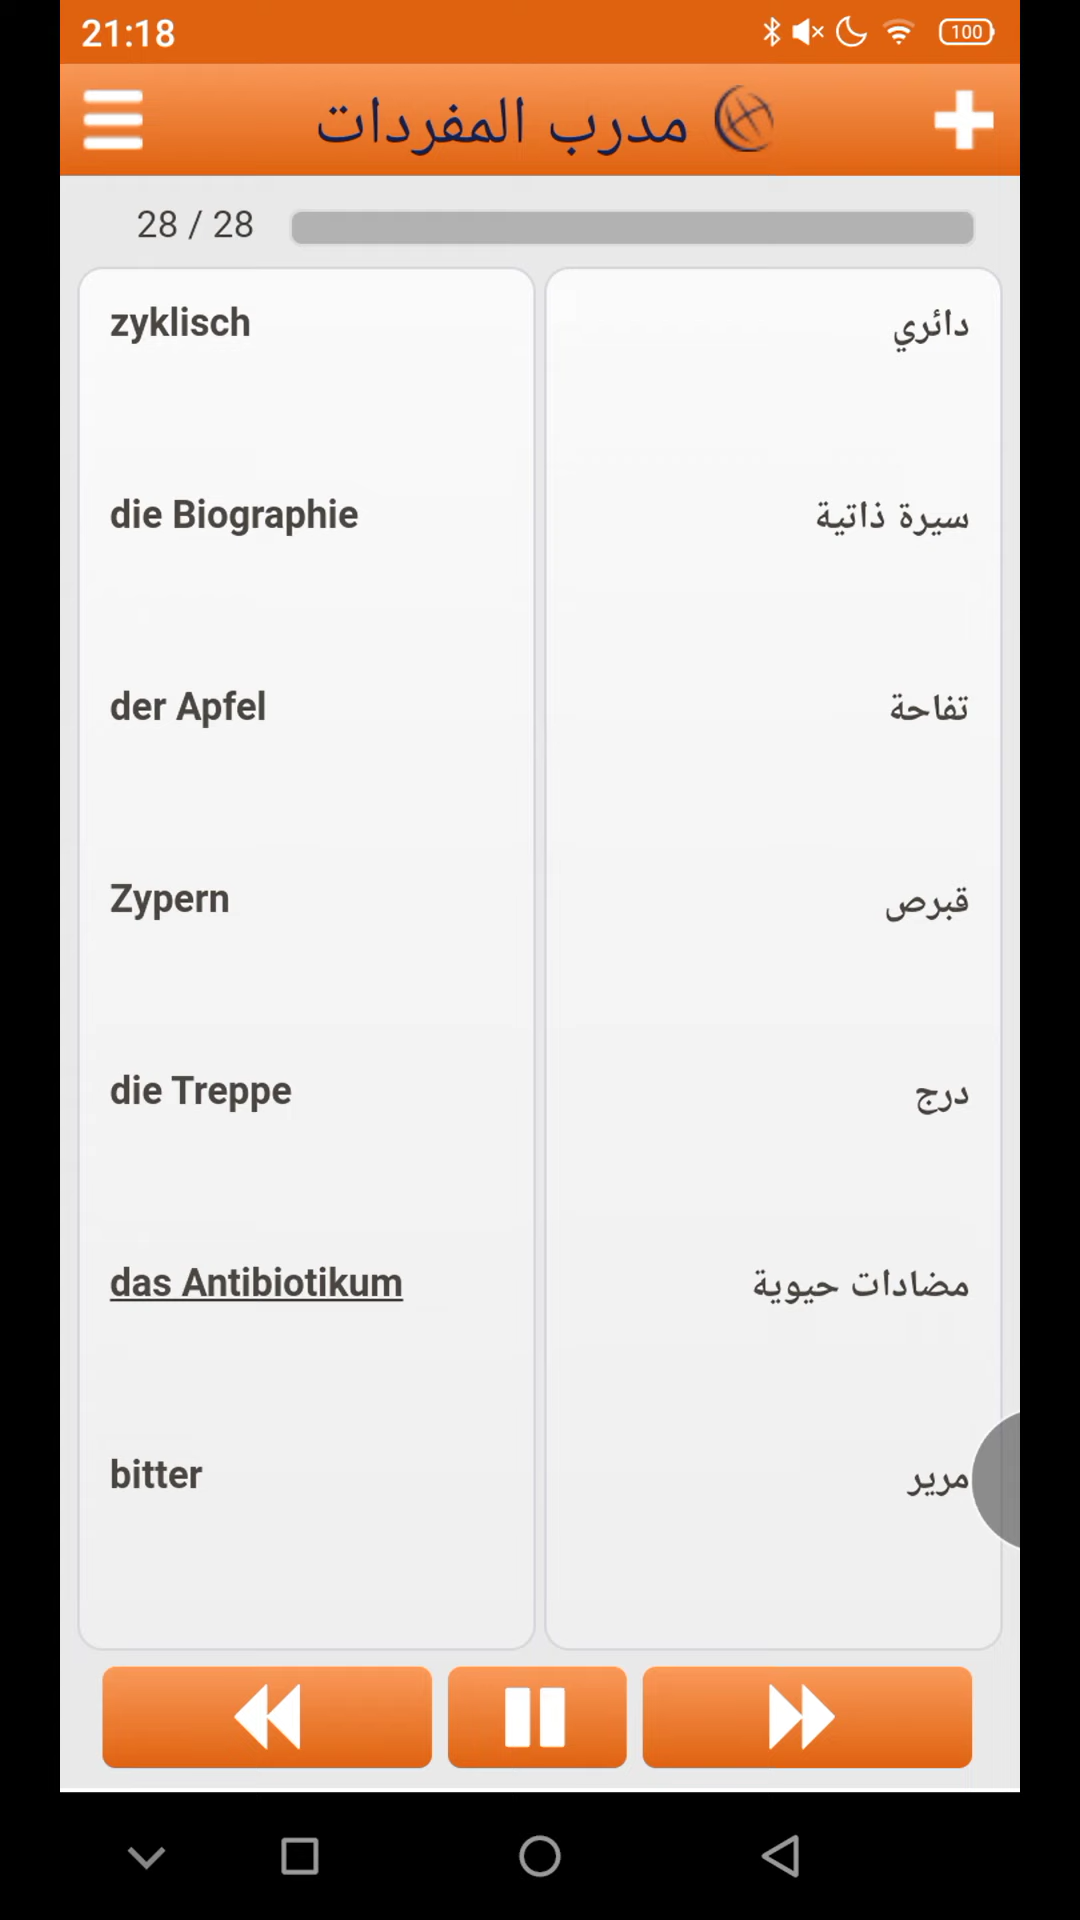 21:18
100
مدرب المفردات
28 / 28
zyklisch
دائري
die Biographie
سيرة ذاتية
der Apfel
تفاحة
Zypern
قبرص
die Treppe
درج
das Antibiotikum
مضادات حيوية
bitter
مرير